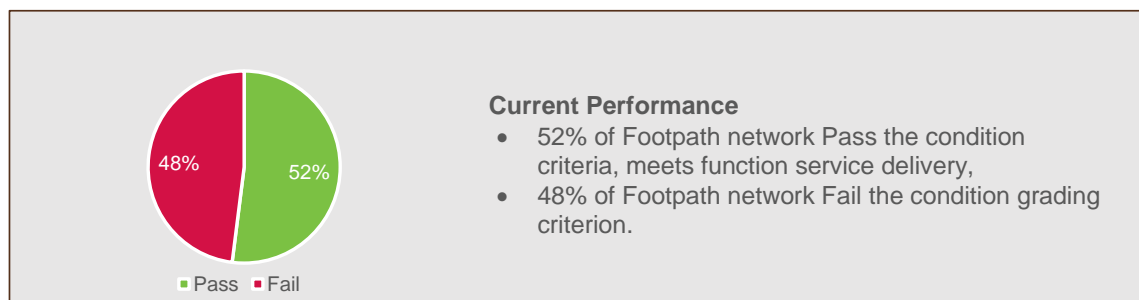 48%
52%
Pass Fail
Current Performance
• 52% of Footpath network Pass the condition
criteria, meets function service delivery,
• 48% of Footpath network Fail the condition grading
criterion.